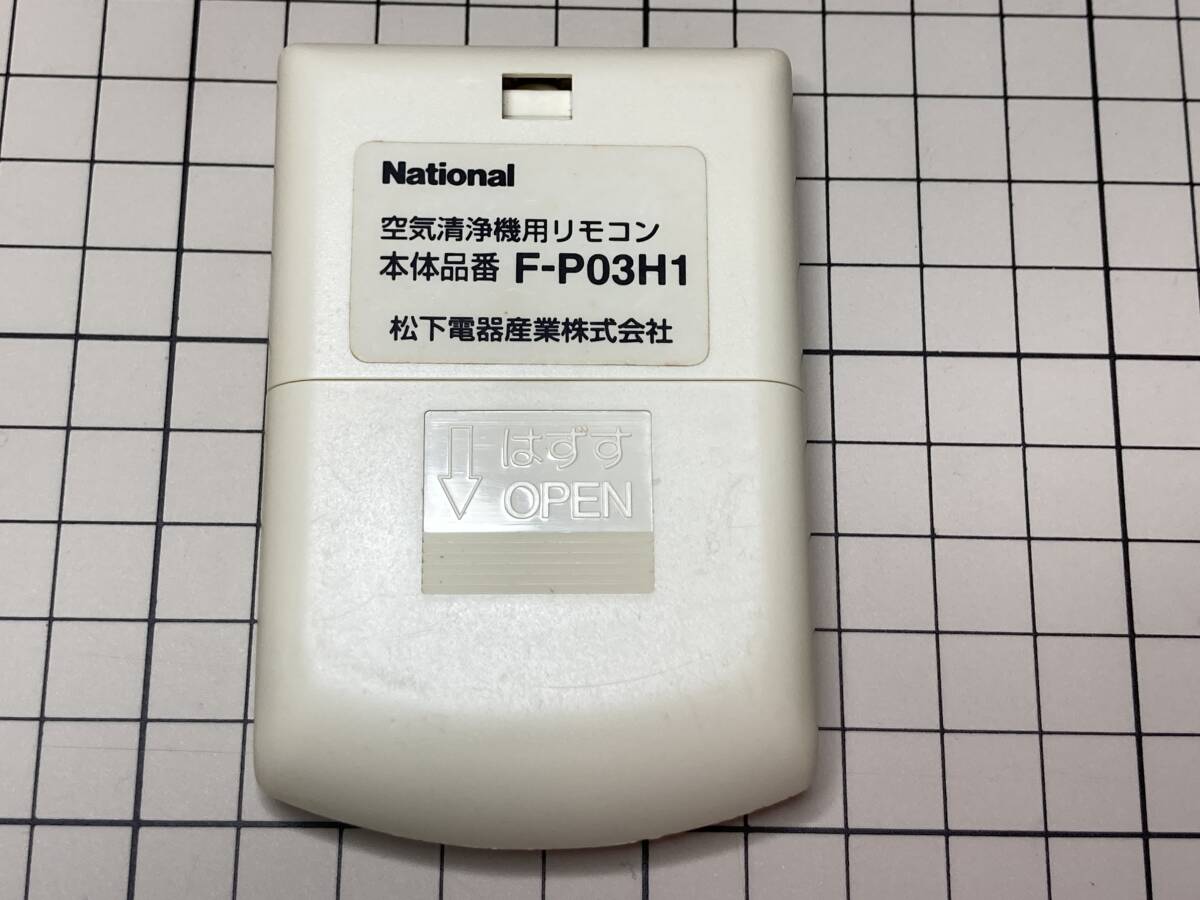 National
空気清浄機用リモコン
本体品番 F-P03H1
松下電器産業株式会社
はずす
OPEN